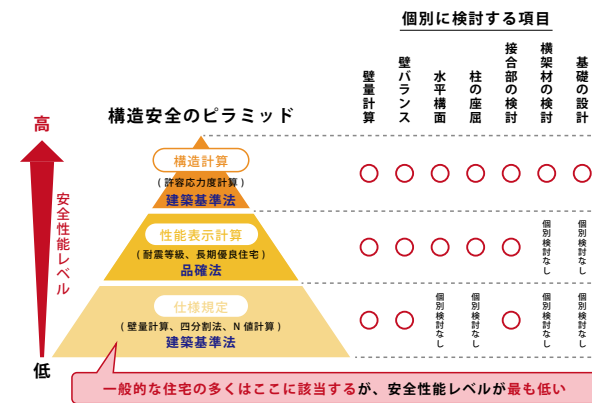 個別に検討する項目
壁量計算
壁バランス
水平構面
柱の座屈
接合部の検討
横架材の検討
基礎の設計
構造安全のピラミッド
高
安全性能レベル
低
構造計算
(許容応力度計算)
建築基準法
性能表示計算
(耐震等級、長期優良住宅)
品確法
個別検討なし
個別検討なし
仕様規定
(壁量計算、四分割法、N値計算)
建築基準法
個別検討なし
個別検討なし
個別検討なし
個別検討なし
一般的な住宅の多くはここに該当するが、安全性能レベルが最も低い